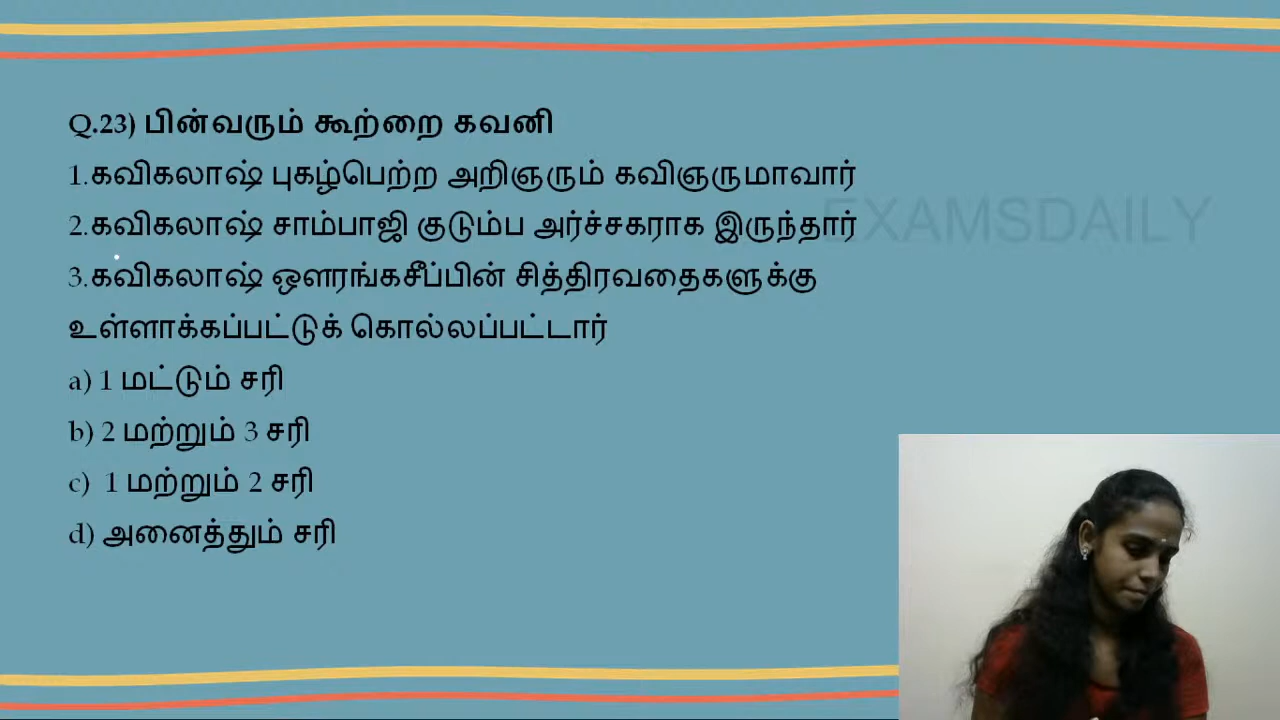 Q.23) பின்வரும் கூற்றை கவனி
1.கவிகலாஷ் புகழ்பெற்ற அறிஞரும் கவிஞருமாவார்
EXAMSDAILY
2.கவிகலாஷ் சாம்பாஜி குடும்ப அர்ச்சகராக இருந்தார்
3.கவிகலாஷ் ஔரங்கசீப்பின் சித்திரவதைகளுக்கு
உள்ளாக்கப்பட்டுக் கொல்லப்பட்டார்
a) 1 மட்டும் சரி
b) 2 மற்றும் 3 சரி
c) 1 மற்றும் 2 சரி
d) அனைத்தும் சரி